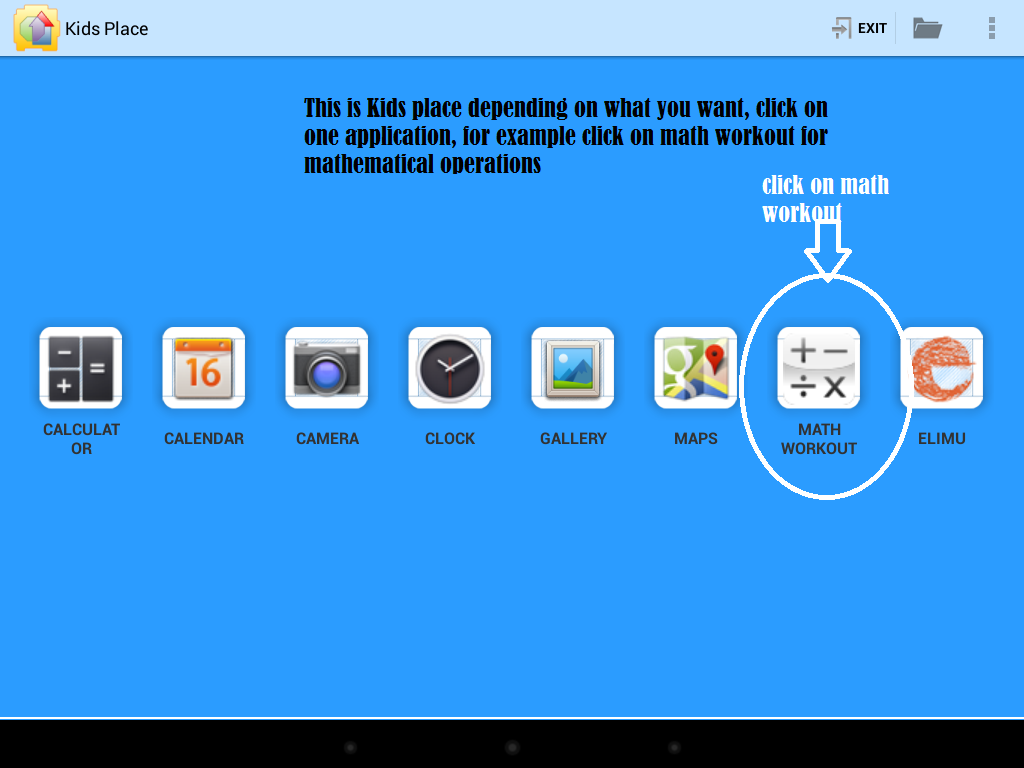 Kids Place
EXIT
This is Kids place depending on what you want, click on
one application, for example click on math workout for
mathematical operations
click on math
workout
16
CALCULAT
OR
CALENDAR
CAMERA
CLOCK
GALLERY
MAPS
MATH
WORKOUT
ELIMU